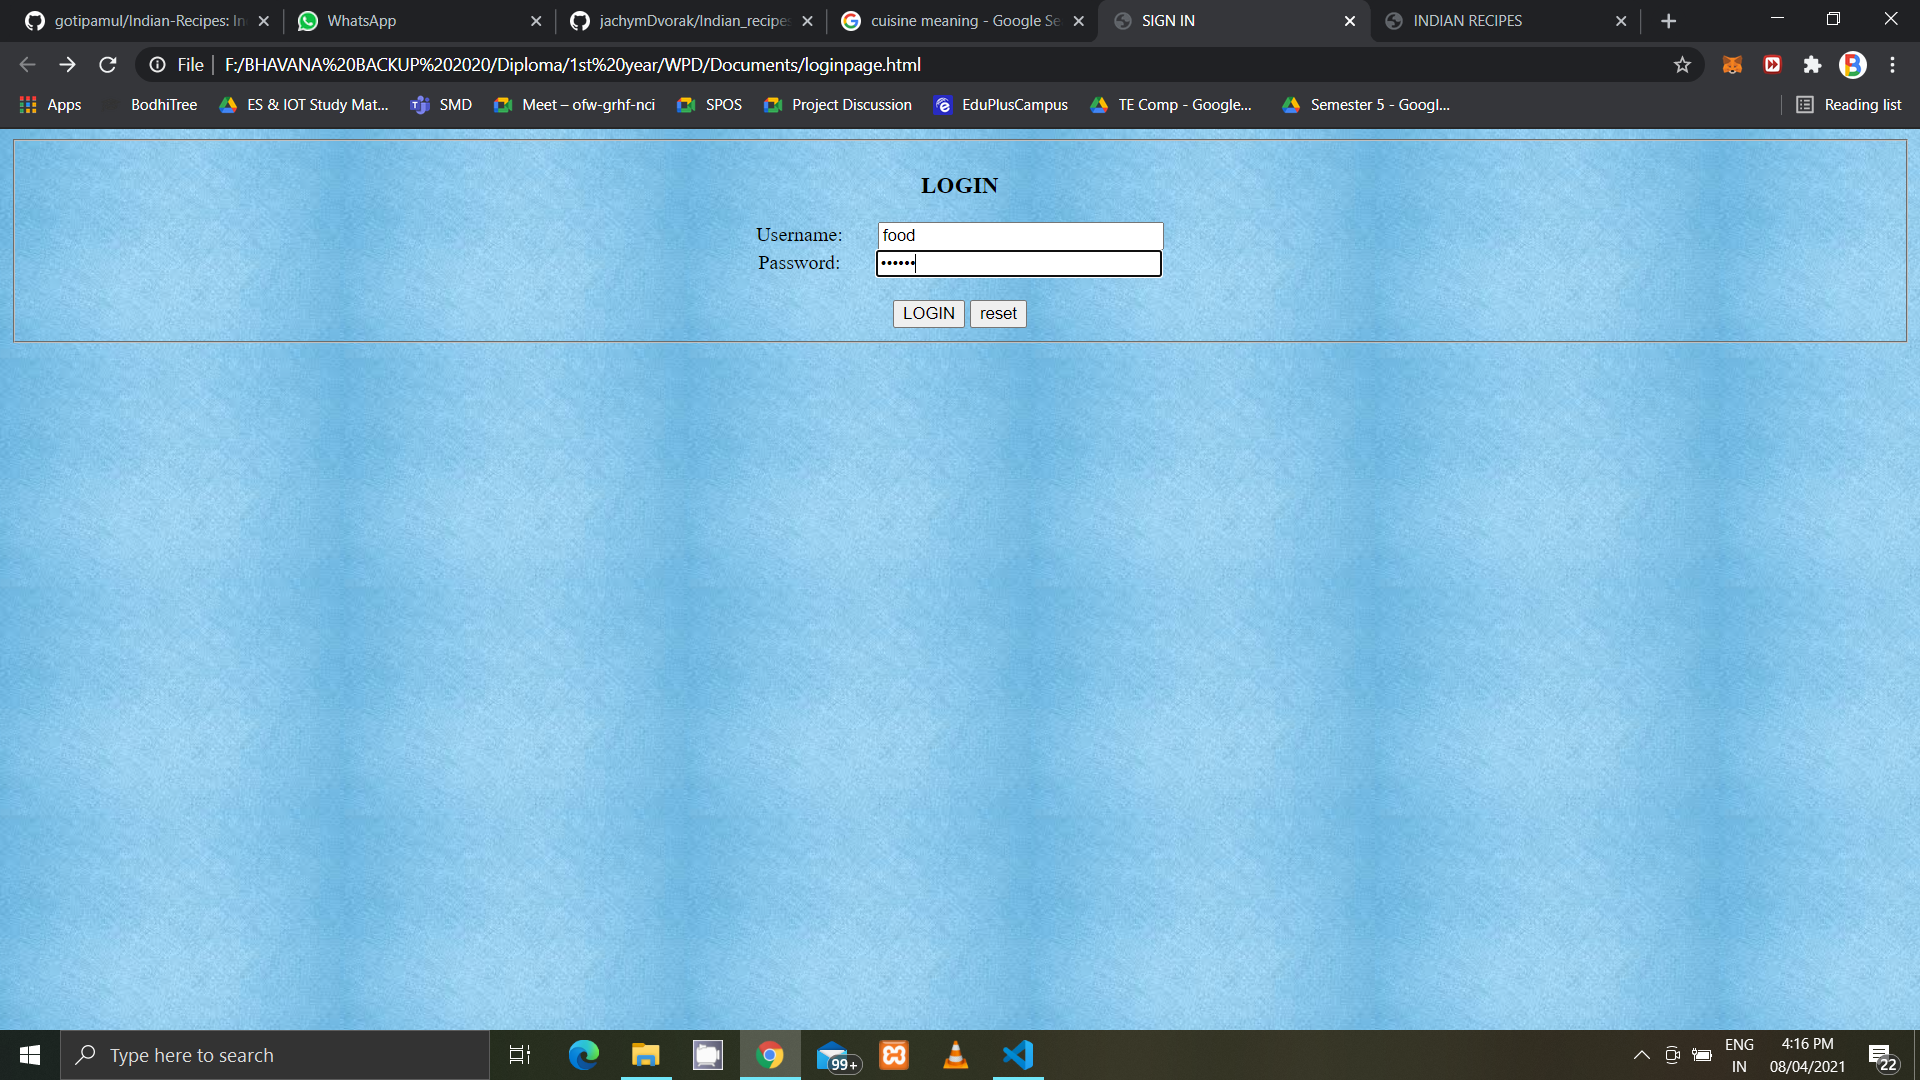 gotipamul/Indian-Recipes: In
WhatsApp
jachymDvorak/Indian_recipes
cuisine meaning - Google Se
SIGN IN
INDIAN RECIPES
File
F:/BHAVANA%20BACKUP%202020/Diploma/1st%20year/WPD/Documents/loginpage.html
B
Apps
BodhiTree
ES & IOT Study Mat...
SMD
Meet – ofw-grhf-nci
SPOS
Project Discussion
EduPlusCampus
TE Comp - Google...
Semester 5 - Googl...
Reading list
LOGIN
Username:
food
Password:
••••••
LOGIN
reset
Type here to search
99+
ENG
IN
4:16 PM
08/04/2021
22